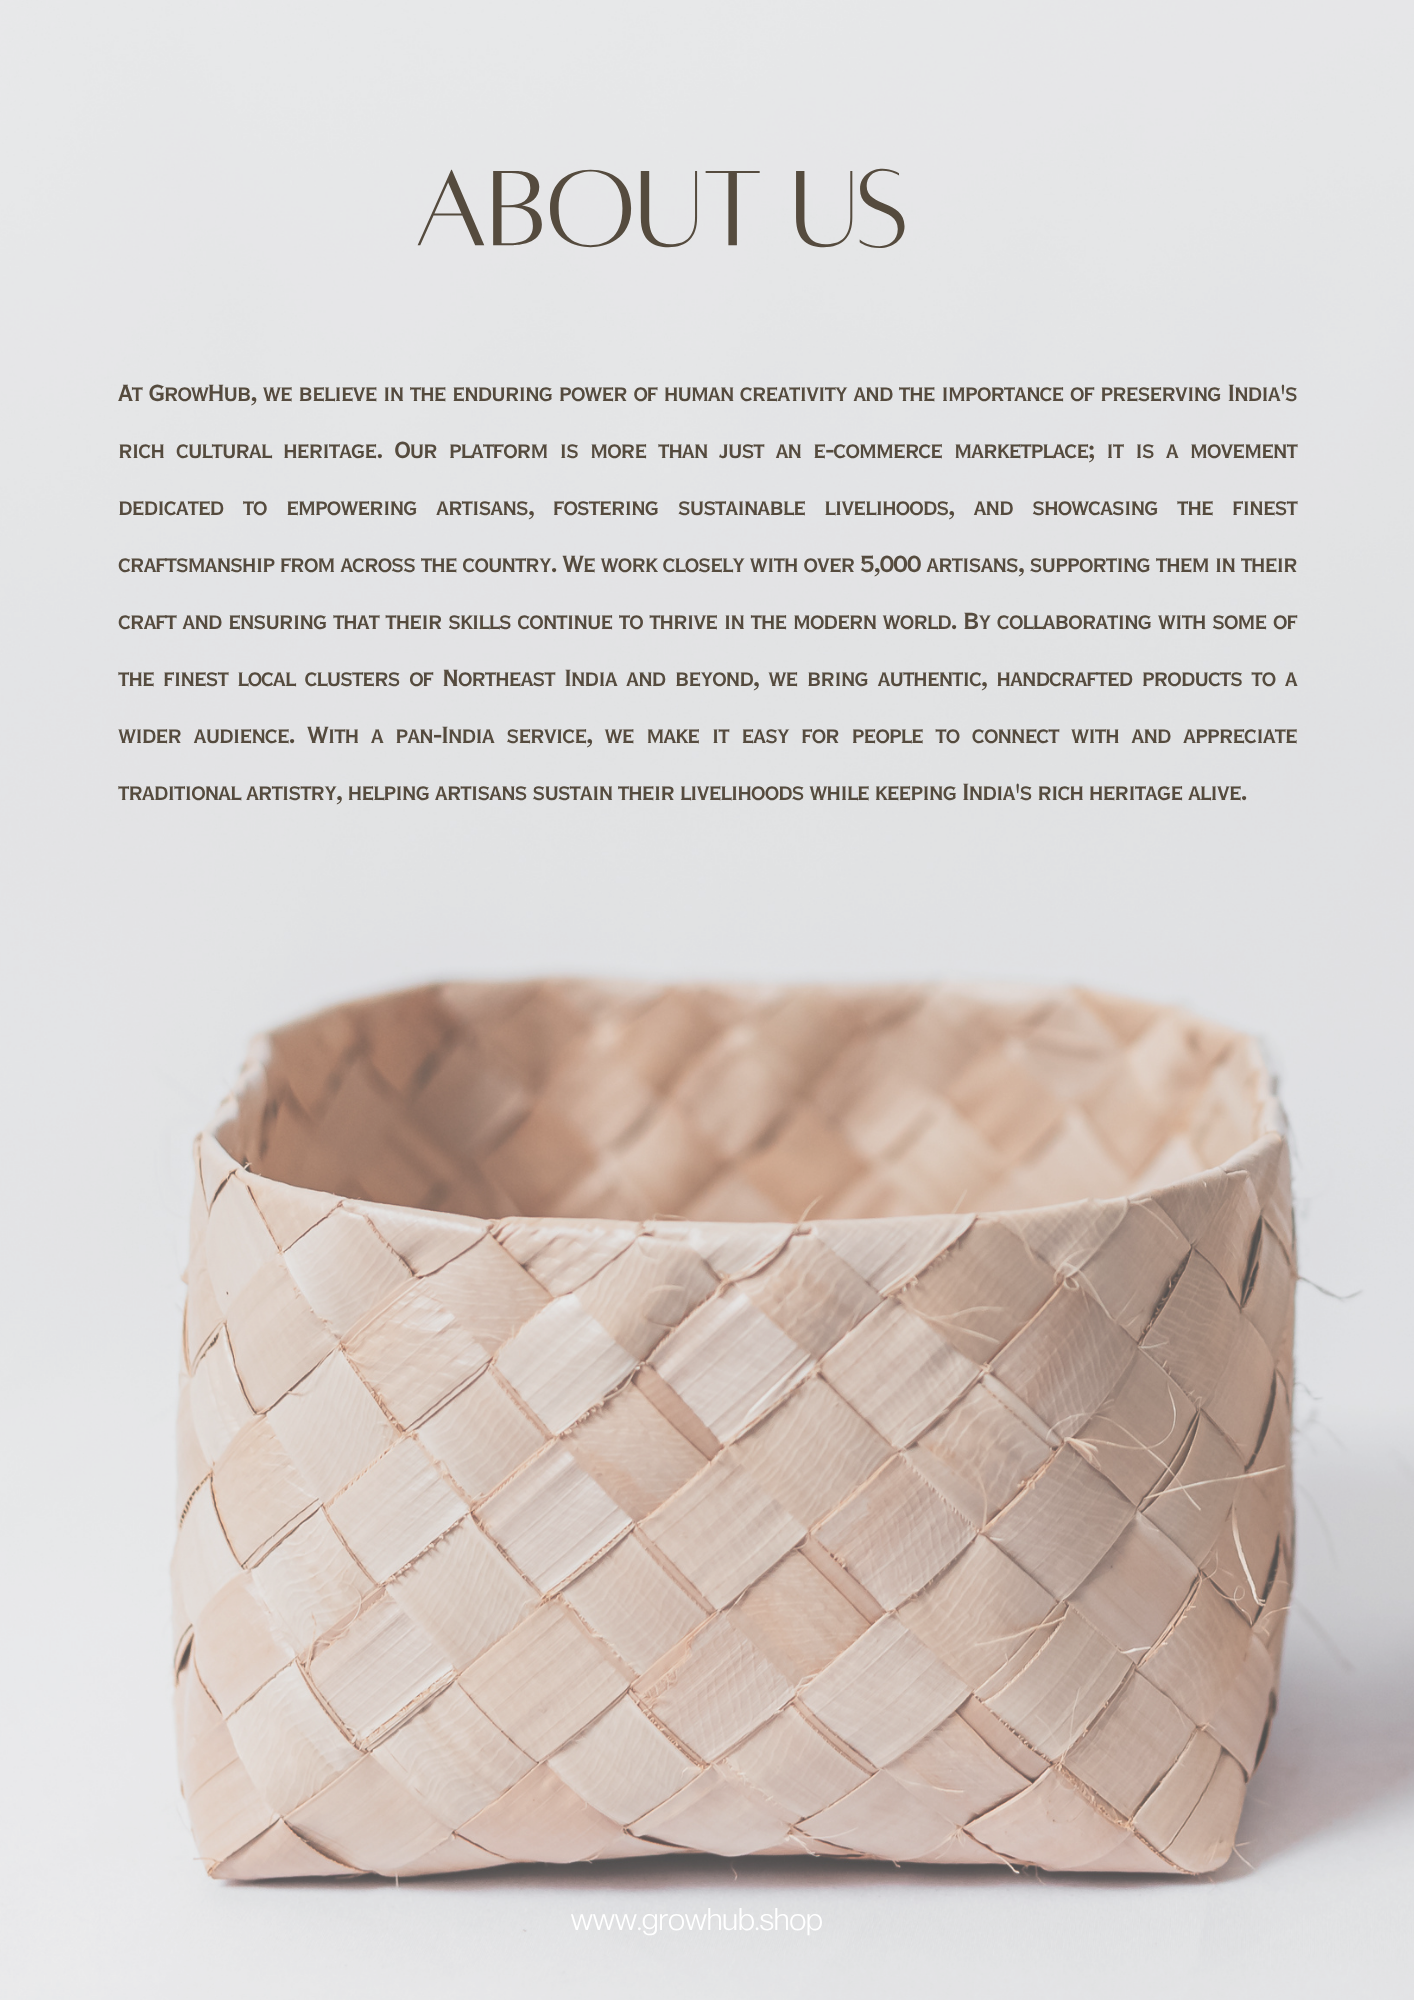 ABOUT US
At GrowHub, we believe in the enduring power of human creativity and the importance of preserving India's
rich cultural heritage. Our platform is more than just an e-commerce marketplace; it is a movement
dedicated to empowering artisans, fostering sustainable livelihoods, and showcasing the finest
craftsmanship from across the country. We work closely with over 5,000 artisans, supporting them in their
craft and ensuring that their skills continue to thrive in the modern world. By collaborating with some of
the finest local clusters of Northeast India and beyond, we bring authentic, handcrafted products to a
wider audience. With a pan-India service, we make it easy for people to connect with and appreciate
traditional artistry, helping artisans sustain their livelihoods while keeping India's rich heritage alive.
www.growhub.shop